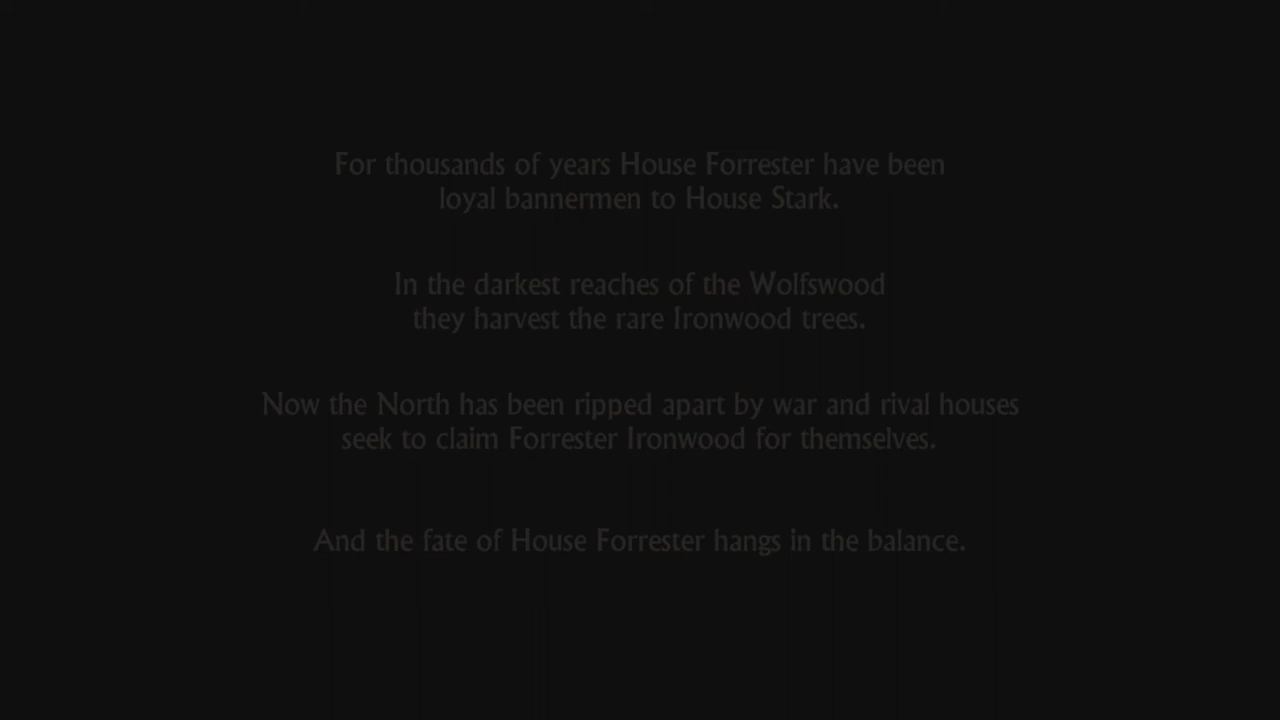 For thousands of years House Forrester have been
loyal bannermen to House Stark.
In the darkest reaches of the Wolfswood
they harvest the rare Ironwood trees.
Now the North has been ripped apart by war and rival houses
seek to claim Forrester Ironwood for themselves.
And the fate of House Forrester hangs in the balance.